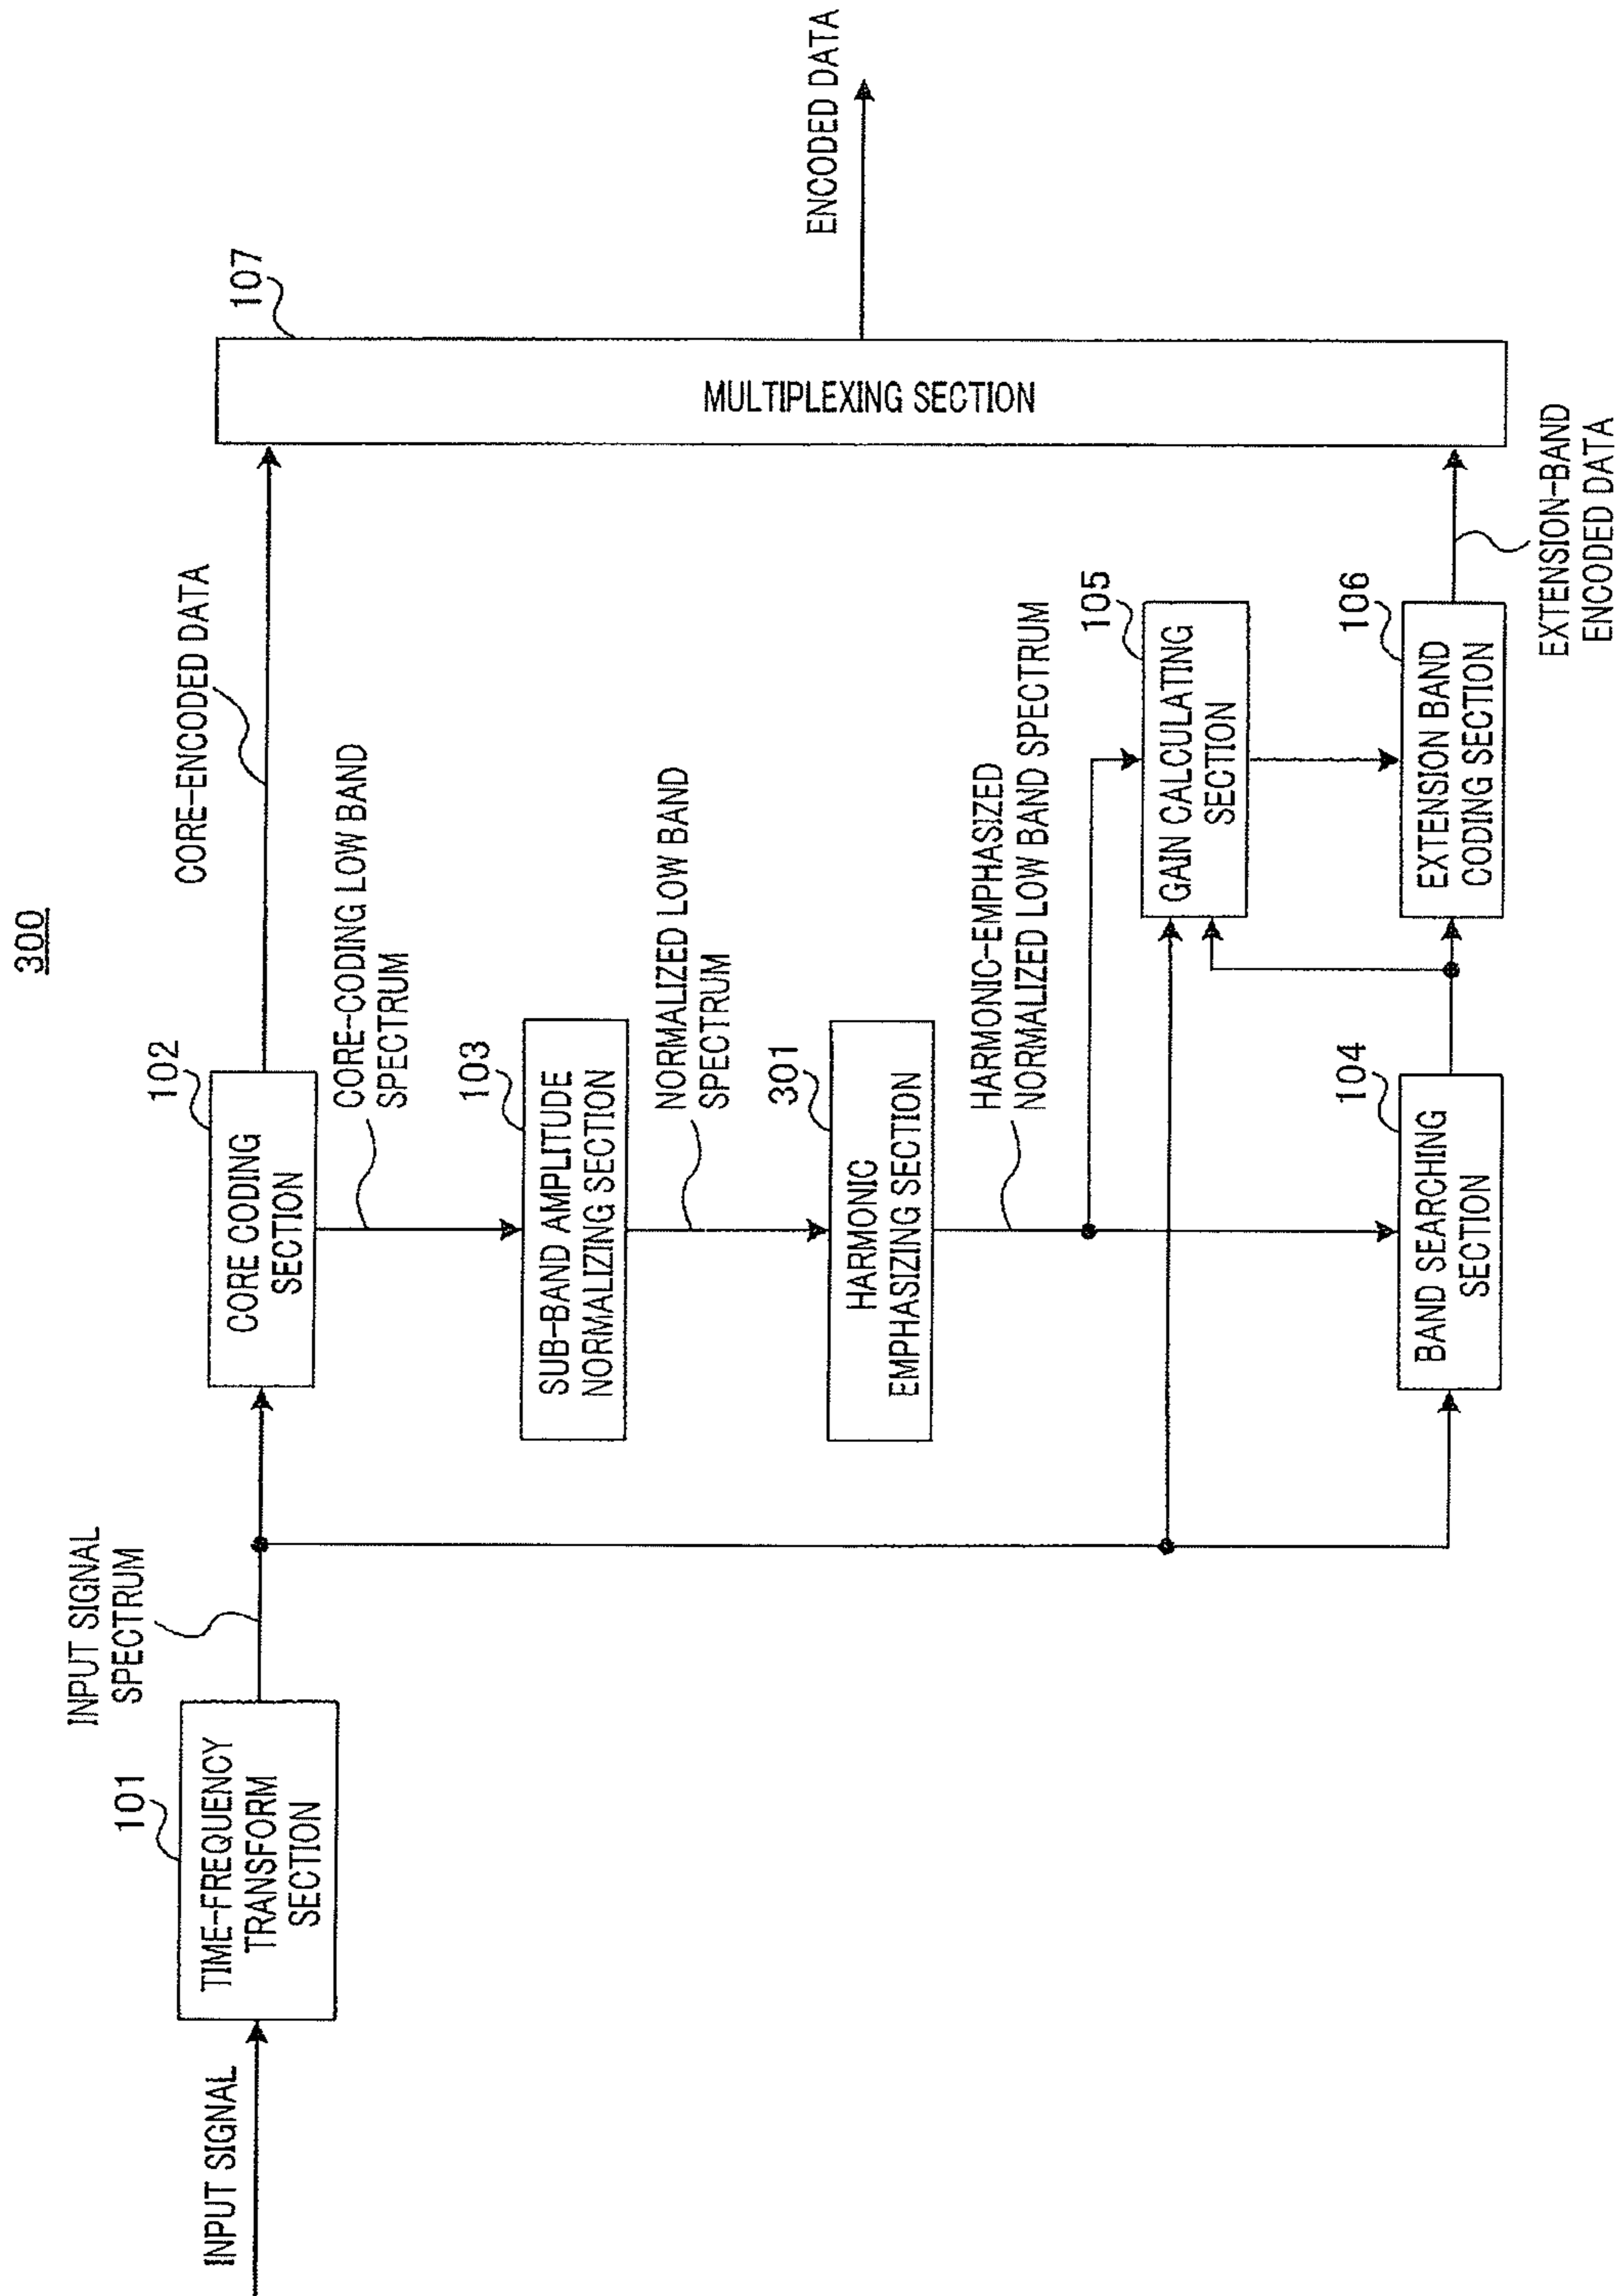 300
INPUT SIGNAL
101
TIME-FREQUENCY
TRANSFORM
SECTION
INPUT SIGNAL
SPECTRUM
102
CORE CODING
SECTION
CORE-ENCODED DATA
CORE-CODING LOW BAND
SPECTRUM
103
SUB-BAND AMPLITUDE
NORMALIZING SECTION
NORMALIZED LOW BAND
SPECTRUM
301
HARMONIC
EMPHASIZING SECTION
HARMONIC-EMPHASIZED
NORMALIZED LOW BAND SPECTRUM
104
BAND SEARCHING
SECTION
105
GAIN CALCULATING
SECTION
106
EXTENSION BAND
CODING SECTION
EXTENSION-BAND
ENCODED DATA
107
MULTIPLEXING SECTION
ENCODED DATA